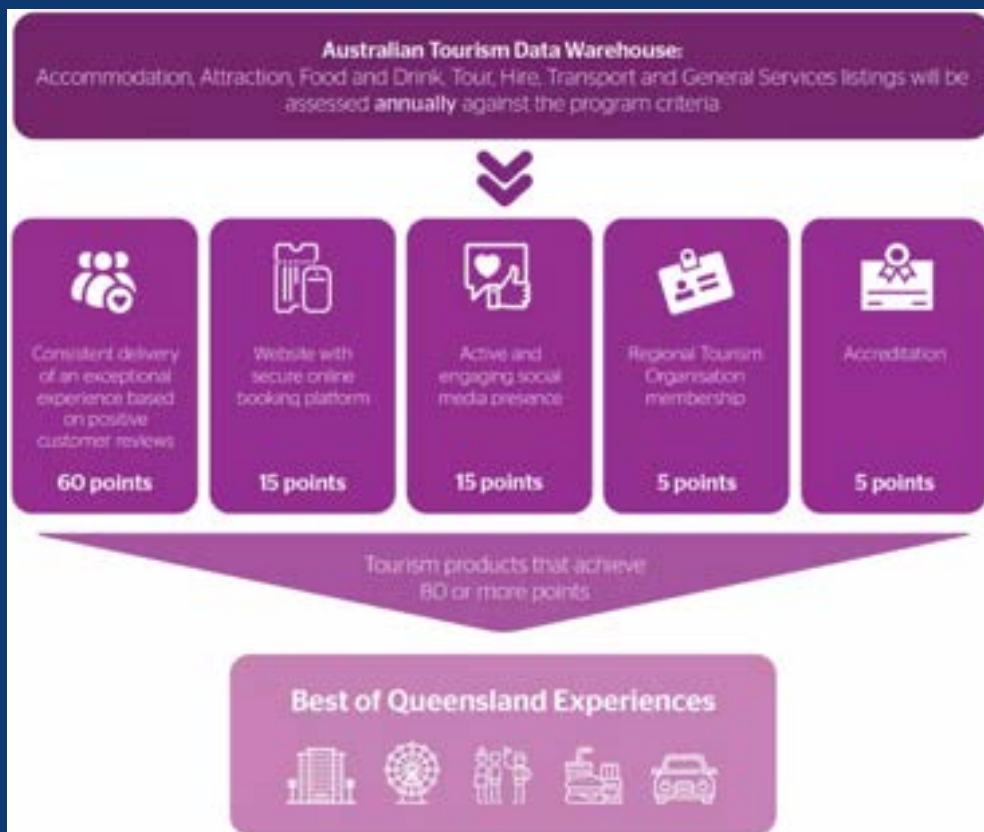 Australian Tourism Data Warehouse:
Accommodation, Attraction, Food and Drink, Tour, Hire, Transport and General Services listings will be
assessed annually against the program criteria
Consistent delivery
of an exceptional
experience based
on positive
customer reviews
60 points
Website with
secure online
booking platform
15 points
Active and
engaging social
media presence
15 points
Regional Tourism
Organisation
membership
5 points
Accreditation
5 points
Tourism products that achieve
80 or more points
Best of Queensland Experiences